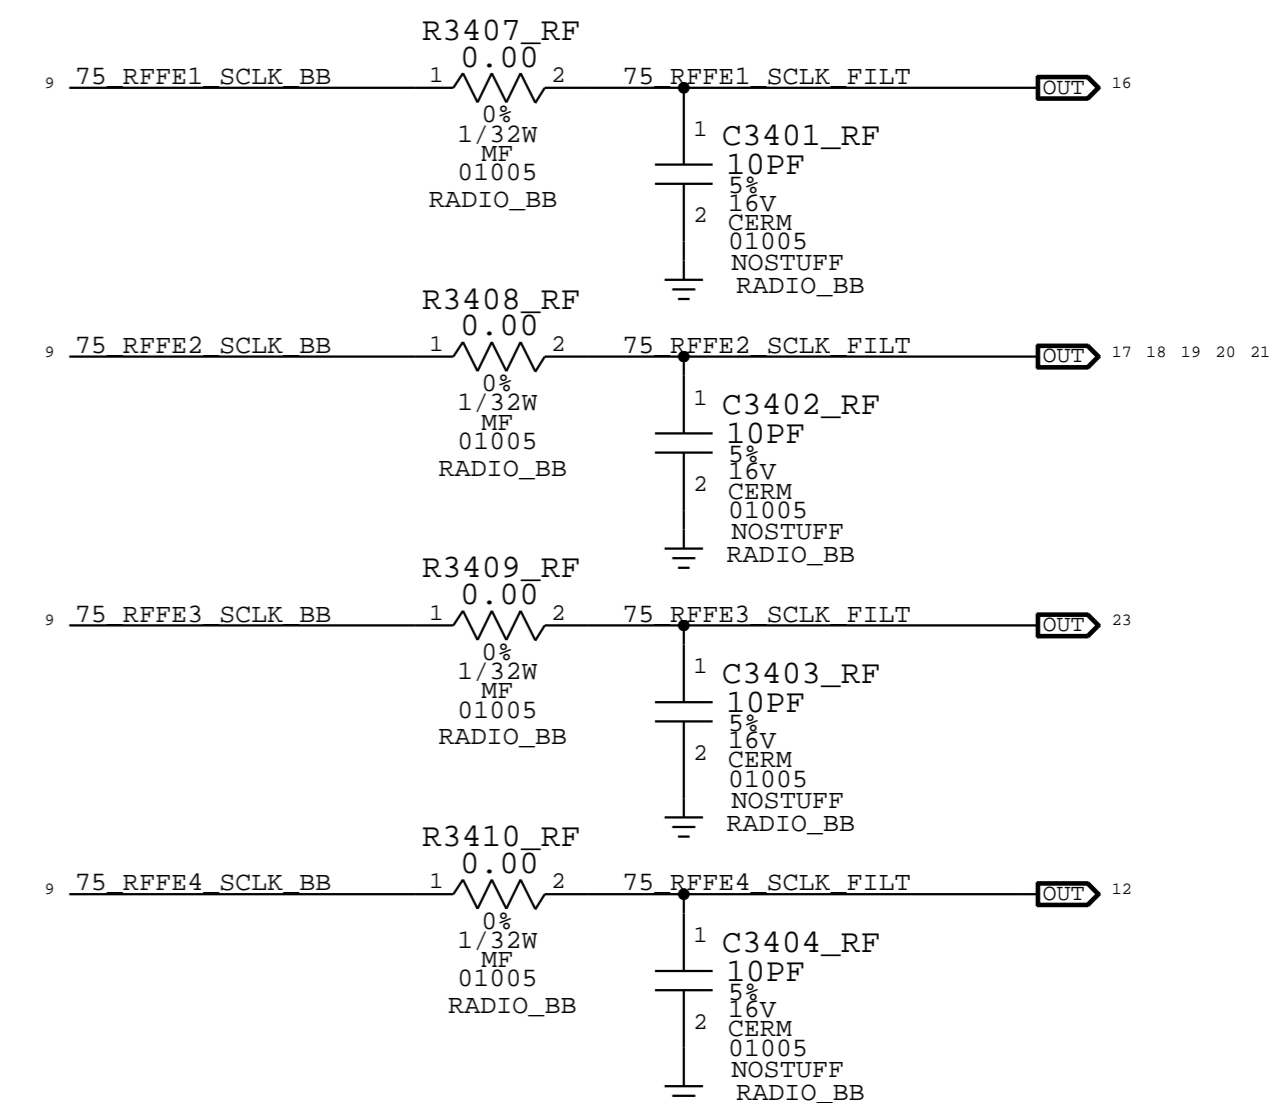 R3407_RF
0.00
9 75_RFFE1_SCLK_BB 1 2 75_RFFE1_SCLK_FILT OUT 16
0%
1/32W
MF
01005
RADIO_BB
1 C3401_RF
10PF
5%
16V
2 CERM
01005
NOSTUFF
RADIO_BB
R3408_RF
0.00
9 75_RFFE2_SCLK_BB 1 2 75_RFFE2_SCLK_FILT OUT 17 18 19 20 21
0%
1/32W
MF
01005
RADIO_BB
1 C3402_RF
10PF
5%
16V
2 CERM
01005
NOSTUFF
RADIO_BB
R3409_RF
0.00
9 75_RFFE3_SCLK_BB 1 2 75_RFFE3_SCLK_FILT OUT 23
0%
1/32W
MF
01005
RADIO_BB
1 C3403_RF
10PF
5%
16V
2 CERM
01005
NOSTUFF
RADIO_BB
R3410_RF
0.00
9 75_RFFE4_SCLK_BB 1 2 75_RFFE4_SCLK_FILT OUT 12
0%
1/32W
MF
01005
RADIO_BB
1 C3404_RF
10PF
5%
16V
2 CERM
01005
NOSTUFF
RADIO_BB